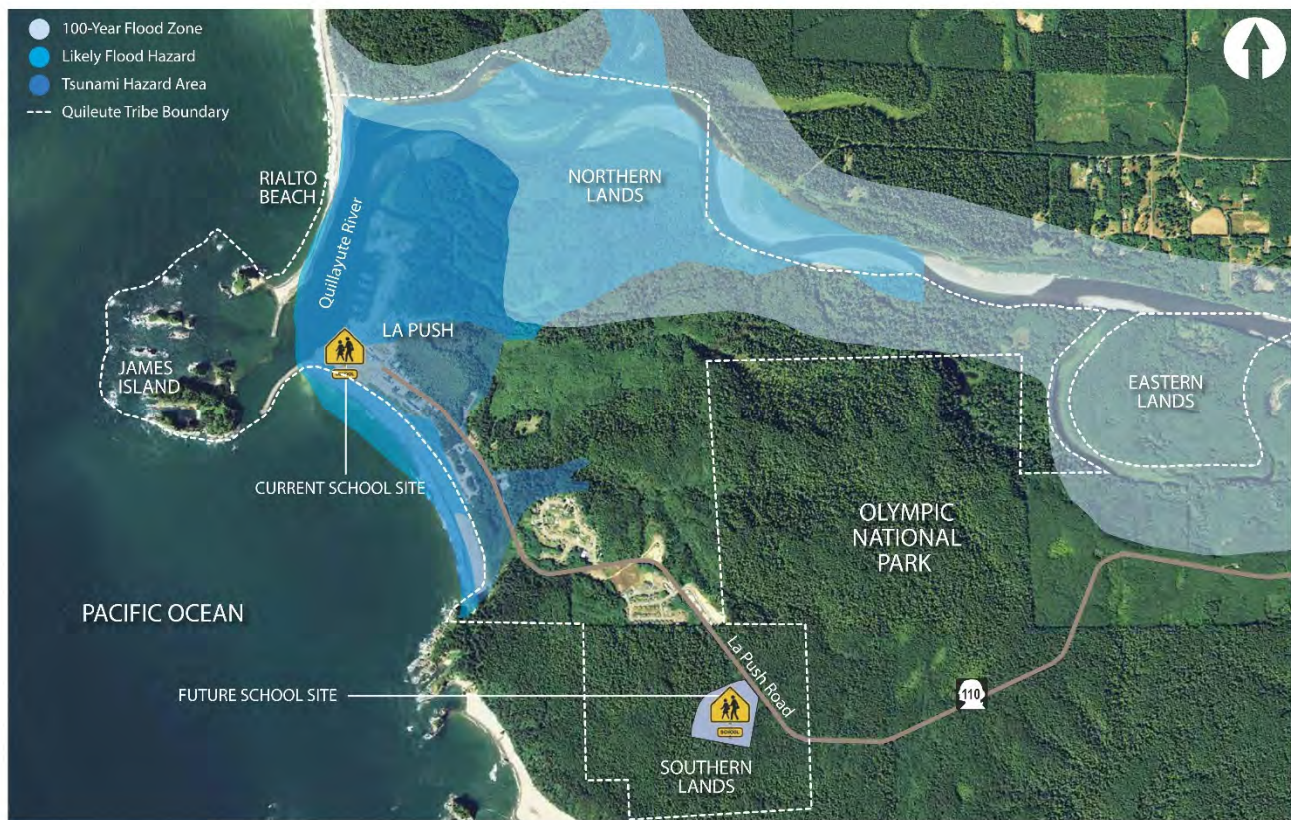 100-Year Flood Zone
Likely Flood Hazard
Tsunami Hazard Area
Quileute Tribe Boundary
RIALTO
BEACH
Quillayute River
NORTHERN
LANDS
LA PUSH
JAMES
ISLAND
EASTERN
LANDS
CURRENT SCHOOL SITE
OLYMPIC
NATIONAL
PARK
PACIFIC OCEAN
La Push Road
FUTURE SCHOOL SITE
110
SCHOOL
SOUTHERN
LANDS